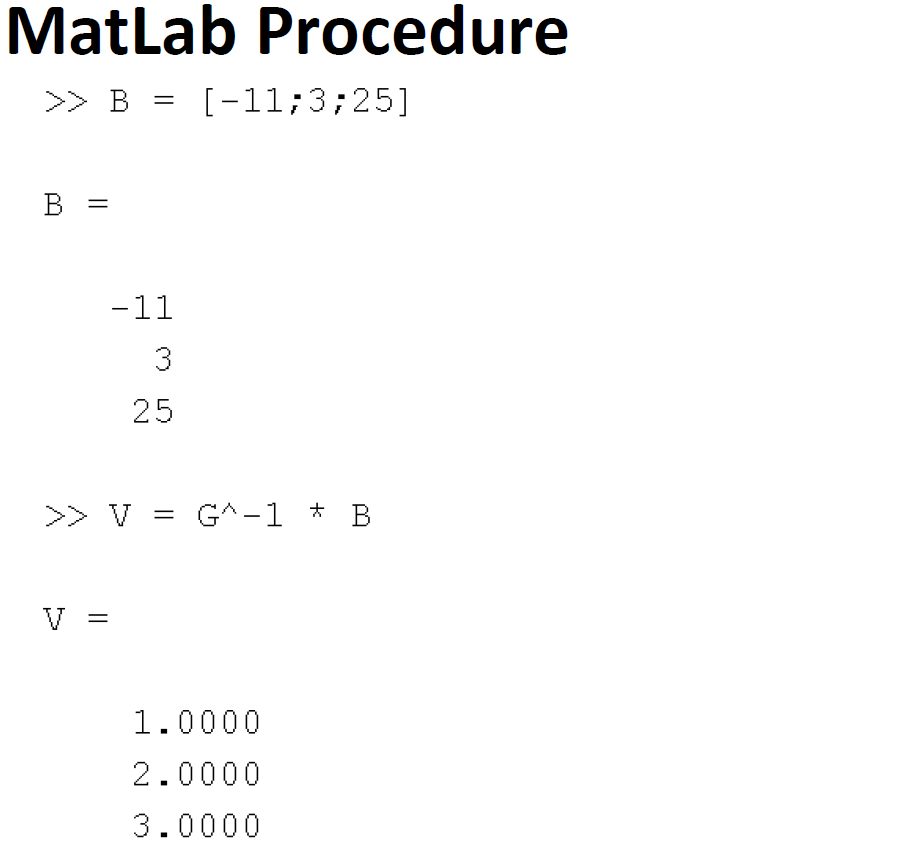 MatLab Procedure
>> B = [-11;3;25]
B =
-11
3
25
>> V = G^-1 * B
V =
1.0000
2.0000
3.0000